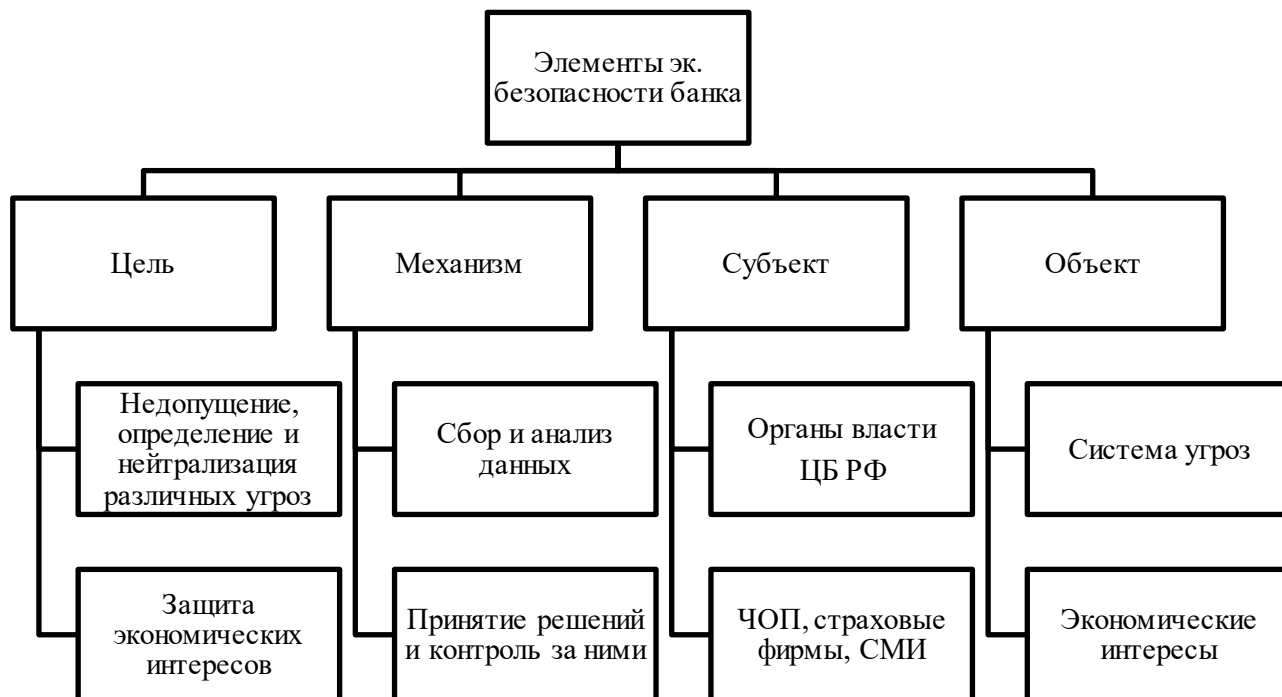 Элементы эк.
безопасности банка
Цель
Механизм
Субъект
Объект
Недопущение,
определение и
нейтрализация
различных угроз
Сбор и анализ
данных
Органы власти
ЦБ РФ
Система угроз
Защита
экономических
интересов
Принятие решений
и контроль за ними
ЧОП, страховые
фирмы, СМИ
Экономические
интересы